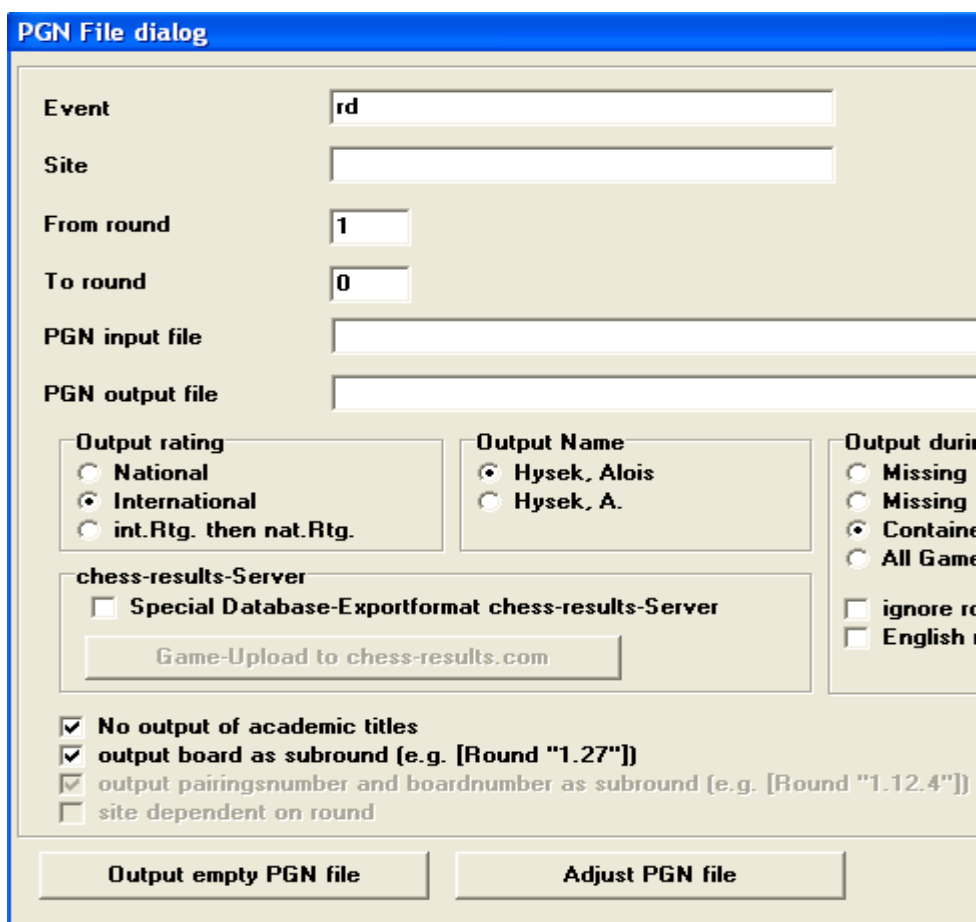 PGN File dialog
Event
rd
Site
From round
1
To round
0
PGN input file
PGN output file
Output rating
National
International
int.Rtg. then nat.Rtg.
Output Name
Hysek, Alois
Hysek, A.
Output
Missing
Missing
All
ignore
English
chess-results-Server
Special Database-Exportformat chess-results-Server
Game-Upload to chess-results.com
No output of academic titles
output board as subround (e.g. [Round "1.27"])
output pairingsnumber and boardnumber as subround (e.g. [Round "1.12.4"])
site dependent on round
Output empty PGN file
Adjust PGN file